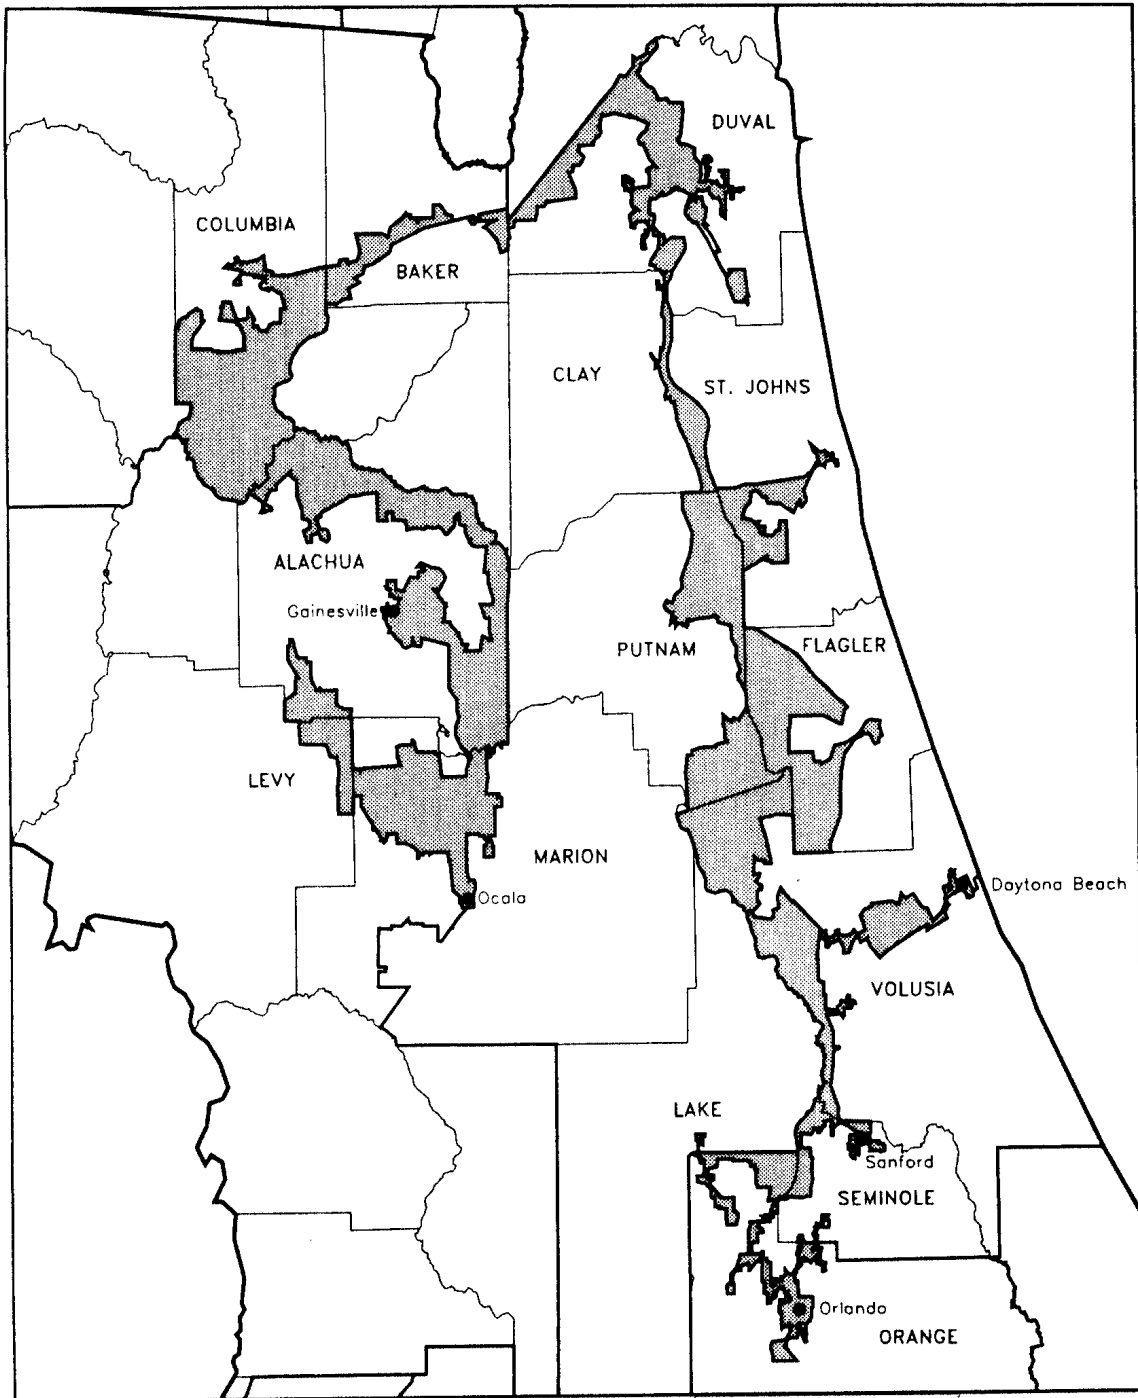 DUVAL
COLUMBIA
BAKER
CLAY
ST. JOHNS
ALACHUA
Gainesville
PUTNAM
FLAGLER
LEVY
MARION
Ocala
Daytona Beach
VOLUSIA
LAKE
Sanford
SEMINOLE
Orlando
ORANGE